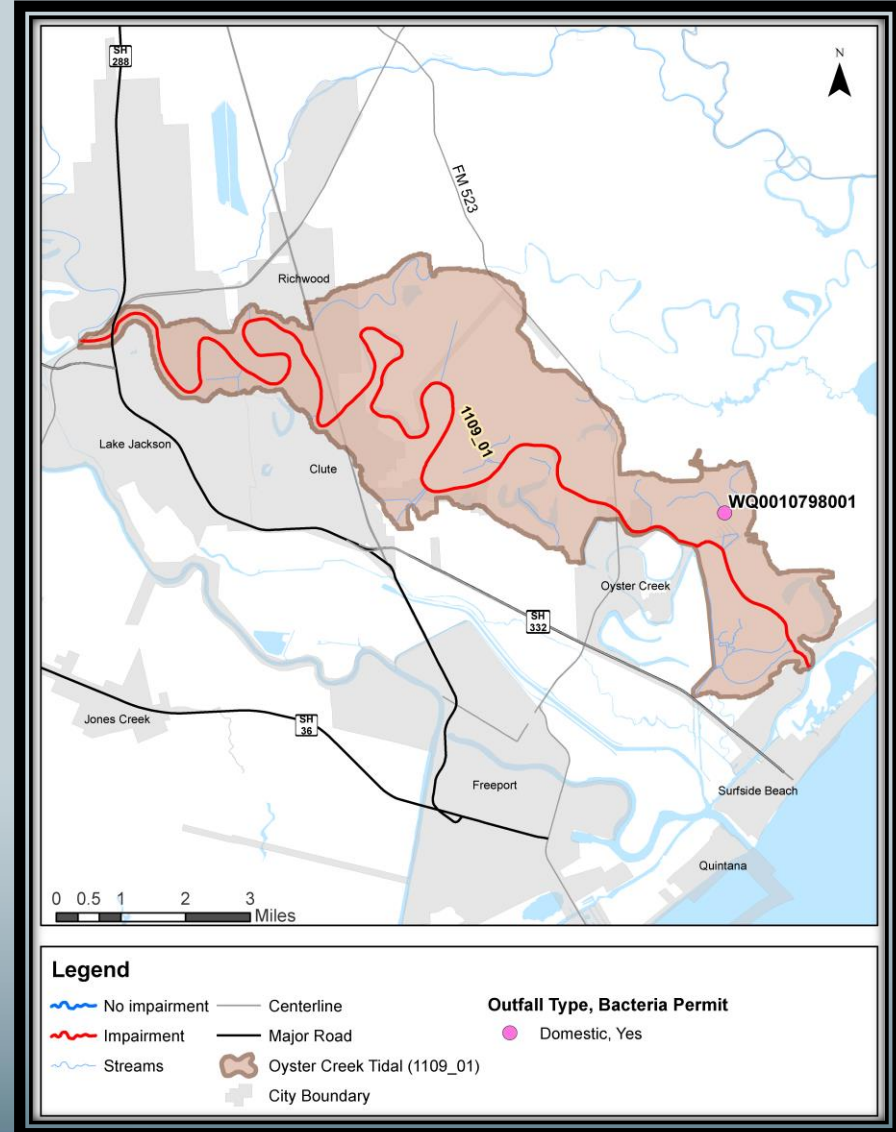 SH
288
N
FM 523
Richwood
1109_01
Lake Jackson
Clute
WQ0010798001
Oyster Creek
SH
332
Jones Creek
SH
36
Freeport
Surfside Beach
Quintana
0 0.5 1 2 3
Miles
Legend
No impairment
Centerline
Outfall Type, Bacteria Permit
Impairment
Major Road
Domestic, Yes
Streams
Oyster Creek Tidal (1109_01)
City Boundary